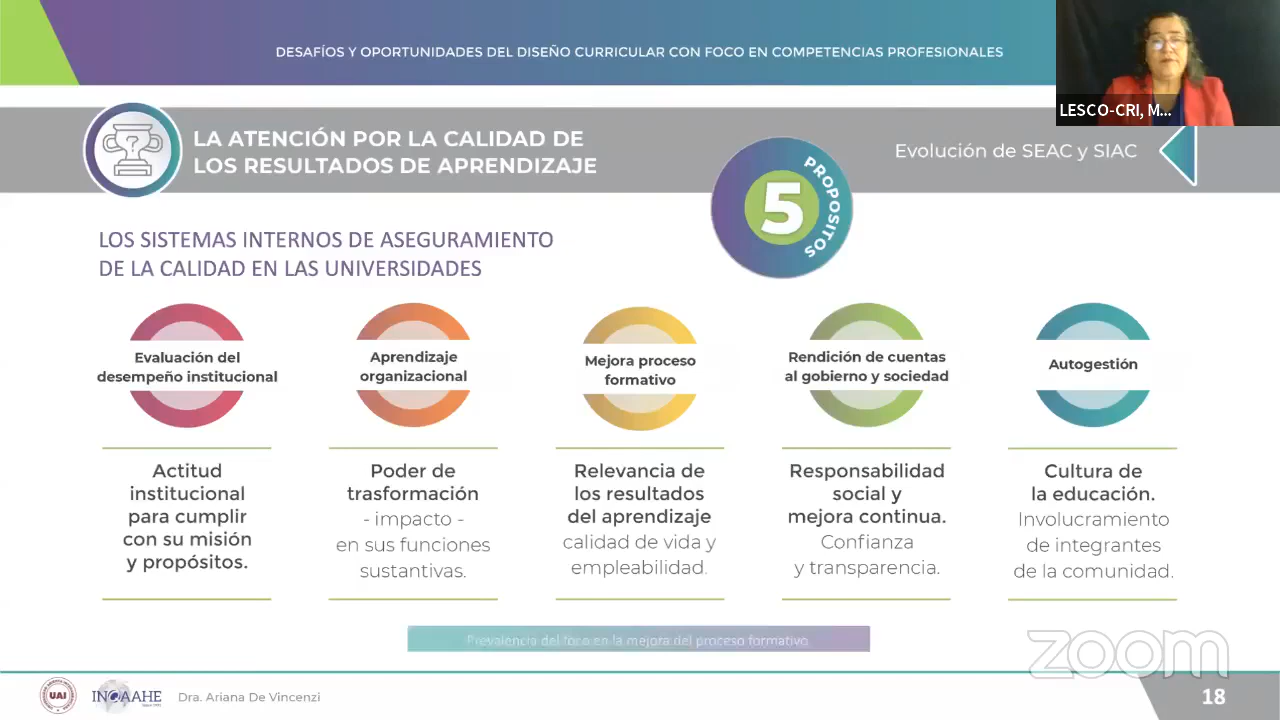 DESAFÍOS Y OPORTUNIDADES DEL DISEÑO CURRICULAR CON FOCO EN COMPETENCIAS PROFESIONALES
LESCO-CRI, M...
LA ATENCIÓN POR LA CALIDAD DE
LOS RESULTADOS DE APRENDIZAJE
5
PROPOSITOS
Evolución de SEAC y SIAC
LOS SISTEMAS INTERNOS DE ASEGURAMIENTO
DE LA CALIDAD EN LAS UNIVERSIDADES
Evaluación del
desempeño institucional
Actitud
institucional
para cumplir
con su misión
y propósitos.
Aprendizaje
organizacional
Poder de
trasformación
- impacto -
en sus funciones
sustantivas.
Mejora proceso
formativo
Relevancia de
los resultados
del aprendizaje
calidad de vida y
empleabilidad.
Rendición de cuentas
al gobierno y sociedad
Responsabilidad
social y
mejora continua.
Confianza
y transparencia.
Autogestión
Cultura de
la educación.
Involucramiento
de integrantes
de la comunidad.
Prevalencia del foco en la mejora del proceso formativo
zoom
UAI
INQAAHE
Dra. Ariana De Vincenzi
18